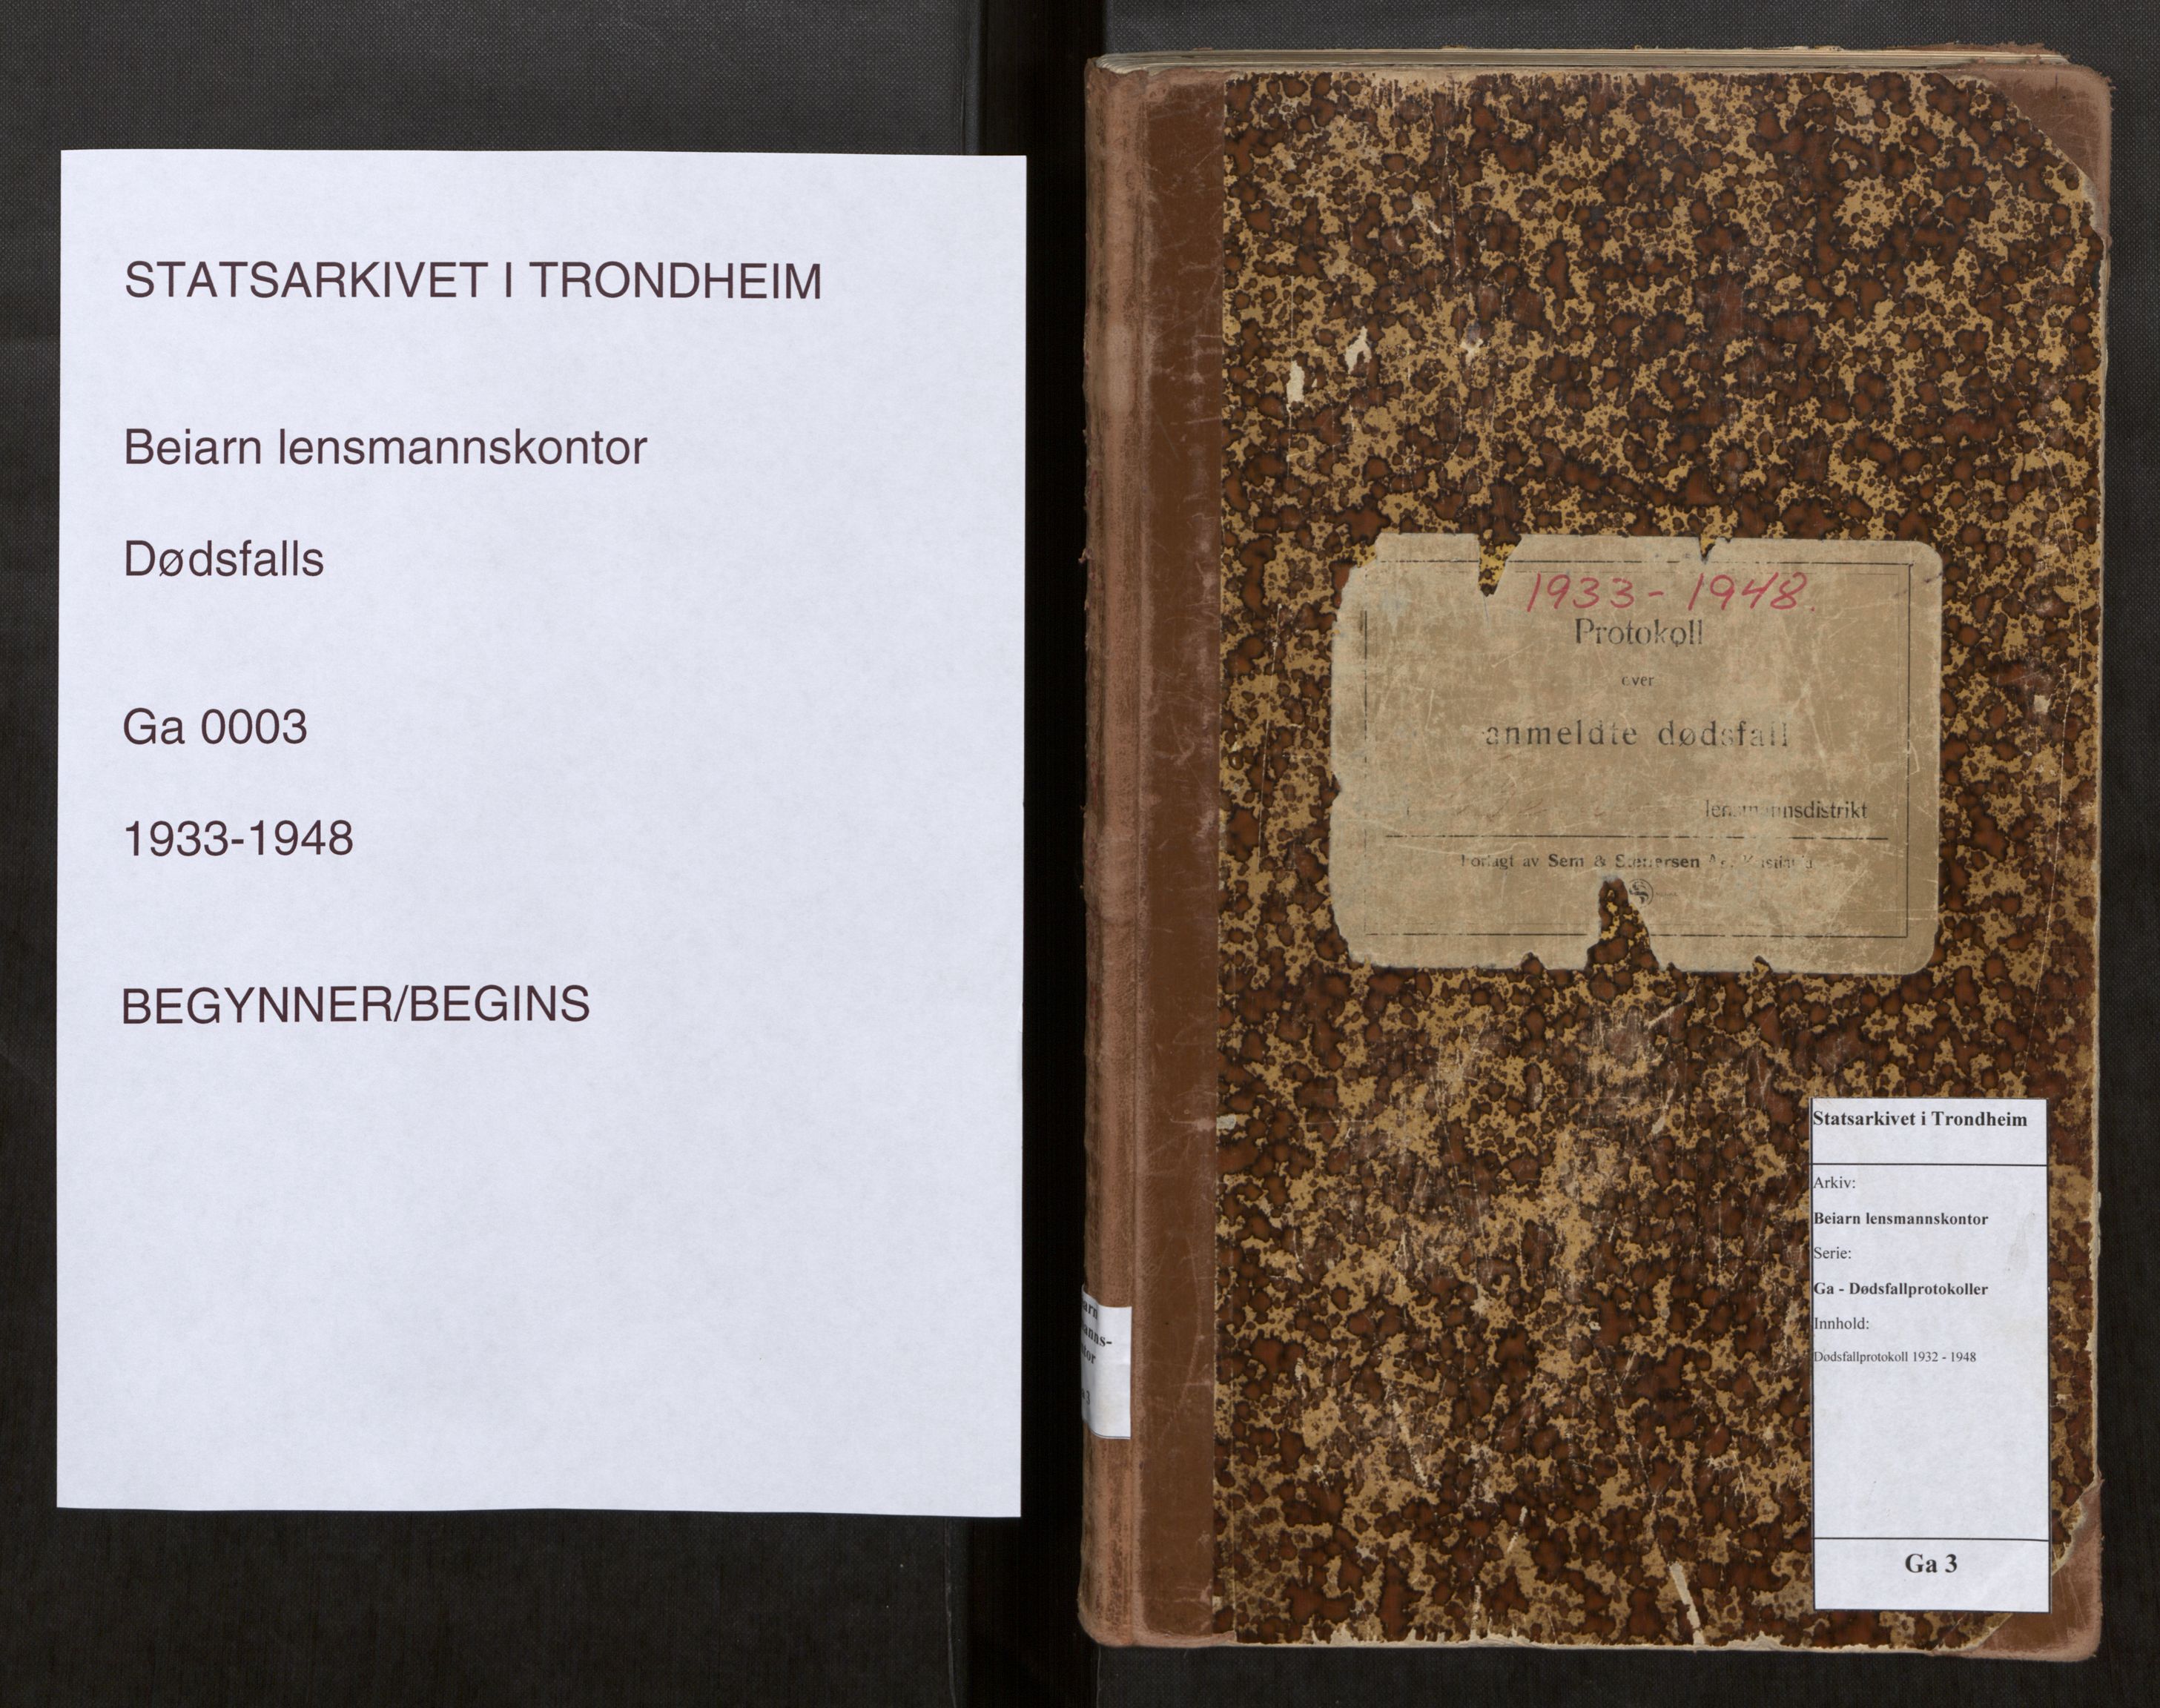 STATSARKIVET I TRONDHEIM
Beiarn lensmannskontor
Dødsfalls
Ga 0003
1933-1948
BEGYNNER/BEGINS
1933-1948.
Protokoll
over
anmeldte dødsfall
lensmannsdistrikt
Forlagt av Sem & Stenersen
Statsarkivet i Trondheim
Arkiv:
Beiarn lensmannskontor
Serie:
Ga - Dødsfallprotokoller
Innhold:
Dødsfallprotokoll 1932 - 1948
Ga 3